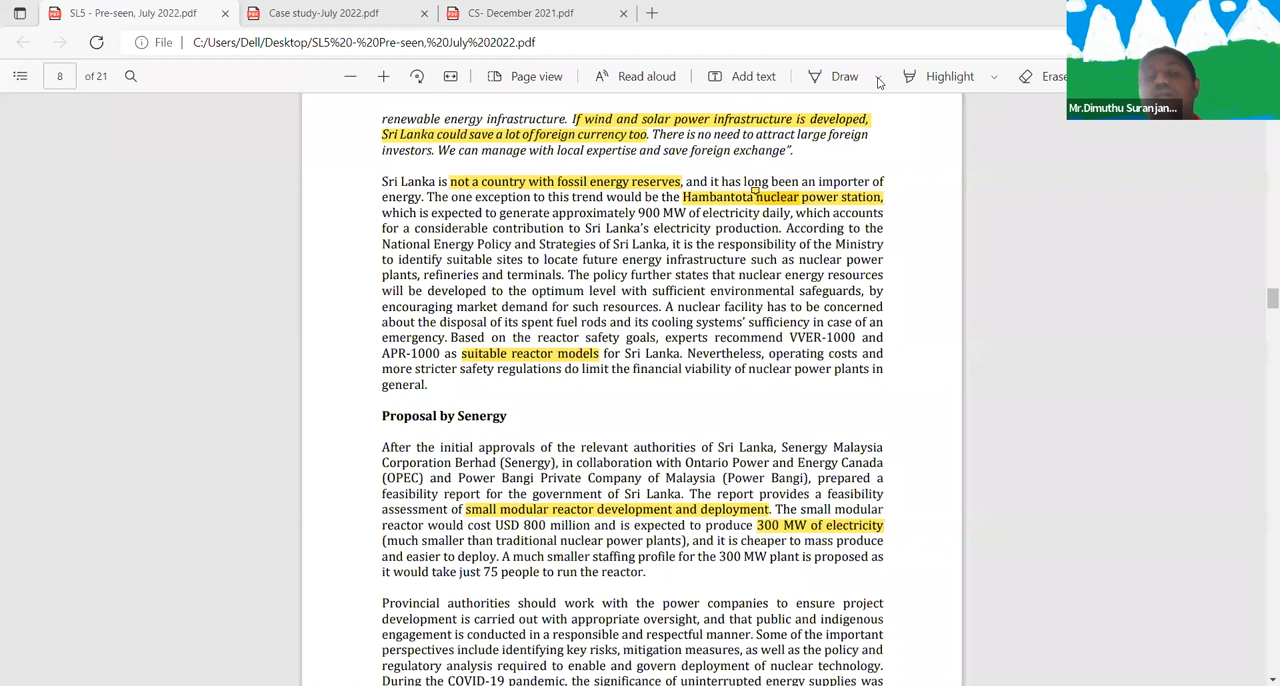 SL5 - Pre-seen, July 2022.pdf
Case study-July 2022.pdf
CS- December 2021.pdf
File
C:/Users/Dell/Desktop/SL5%20-%20Pre-seen,%20July%202022.pdf
8 of 21
Page view
Read aloud
Add text
Draw
Highlight
Erase
Mr.Dimuthu Suranjan...
renewable energy infrastructure. If wind and solar power infrastructure is developed,
Sri Lanka could save a lot of foreign currency too. There is no need to attract large foreign
investors. We can manage with local expertise and save foreign exchange”.
Sri Lanka is not a country with fossil energy reserves, and it has long been an importer of
energy. The one exception to this trend would be the Hambantota nuclear power station,
which is expected to generate approximately 900 MW of electricity daily, which accounts
for a considerable contribution to Sri Lanka’s electricity production. According to the
National Energy Policy and Strategies of Sri Lanka, it is the responsibility of the Ministry
to identify suitable sites to locate future energy infrastructure such as nuclear power
plants, refineries and terminals. The policy further states that nuclear energy resources
will be developed to the optimum level with sufficient environmental safeguards, by
encouraging market demand for such resources. A nuclear facility has to be concerned
about the disposal of its spent fuel rods and its cooling systems’ sufficiency in case of an
emergency. Based on the reactor safety goals, experts recommend VVER-1000 and
APR-1000 as suitable reactor models for Sri Lanka. Nevertheless, operating costs and
more stricter safety regulations do limit the financial viability of nuclear power plants in
general.
Proposal by Senergy
After the initial approvals of the relevant authorities of Sri Lanka, Senergy Malaysia
Corporation Berhad (Senergy), in collaboration with Ontario Power and Energy Canada
(OPEC) and Power Bangi Private Company of Malaysia (Power Bangi), prepared a
feasibility report for the government of Sri Lanka. The report provides a feasibility
assessment of small modular reactor development and deployment. The small modular
reactor would cost USD 800 million and is expected to produce 300 MW of electricity
(much smaller than traditional nuclear power plants), and it is cheaper to mass produce
and easier to deploy. A much smaller staffing profile for the 300 MW plant is proposed as
it would take just 75 people to run the reactor.
Provincial authorities should work with the power companies to ensure project
development is carried out with appropriate oversight, and that public and indigenous
engagement is conducted in a responsible and respectful manner. Some of the important
perspectives include identifying key risks, mitigation measures, as well as the policy and
regulatory analysis required to enable and govern deployment of nuclear technology.
During the COVID-19 pandemic, the significance of uninterrupted energy supplies was